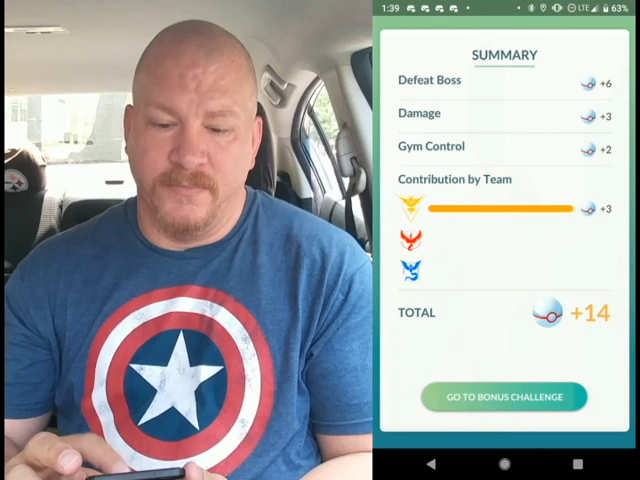 1:39
LTE
63%
SUMMARY
Defeat Boss +6
Damage +3
Gym Control +2
Contribution by Team
+3
TOTAL +14
GO TO BONUS CHALLENGE